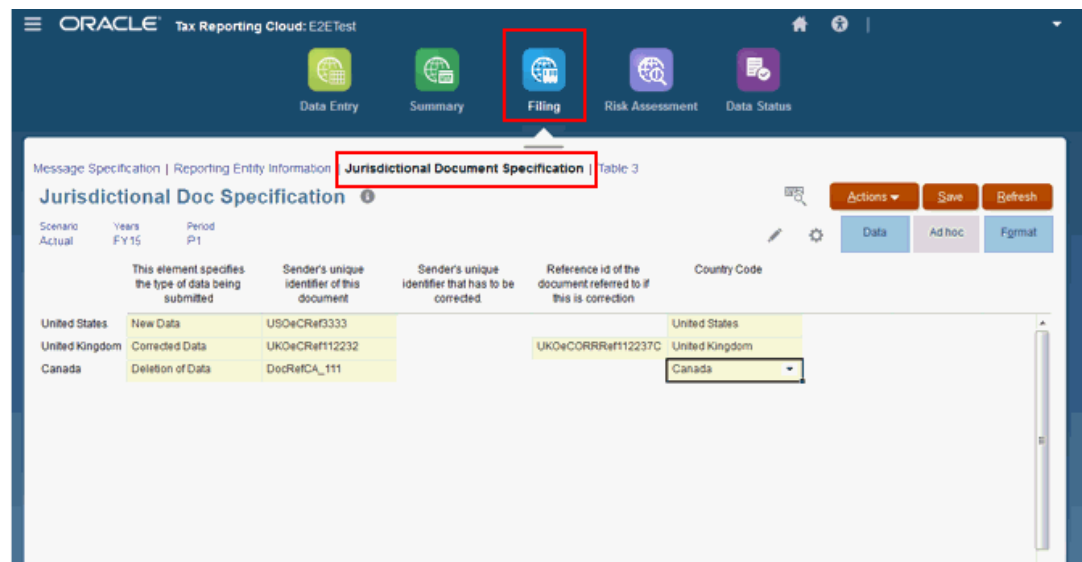 ORACLE® Tax Reporting Cloud: E2ETest
Data Entry Summary Filing Risk Assessment Data Status
Message Specification | Reporting Entity Information | Jurisdictional Document Specification | Table 3
Jurisdictional Doc Specification
Actions Save Refresh
Scenario Years Period
Actual FY15 P1
Data Ad hoc Format
This element specifies the type of data being submitted
Sender's unique identifier of this document
Sender's unique identifier that has to be corrected
Reference id of the document referred to if this is correction
Country Code
United States New Data USOeCRef3333 United States
United Kingdom Corrected Data UKOeCRef112232 UKOeCORRRef112237C United Kingdom
Canada Deletion of Data DocRefCA_111 Canada